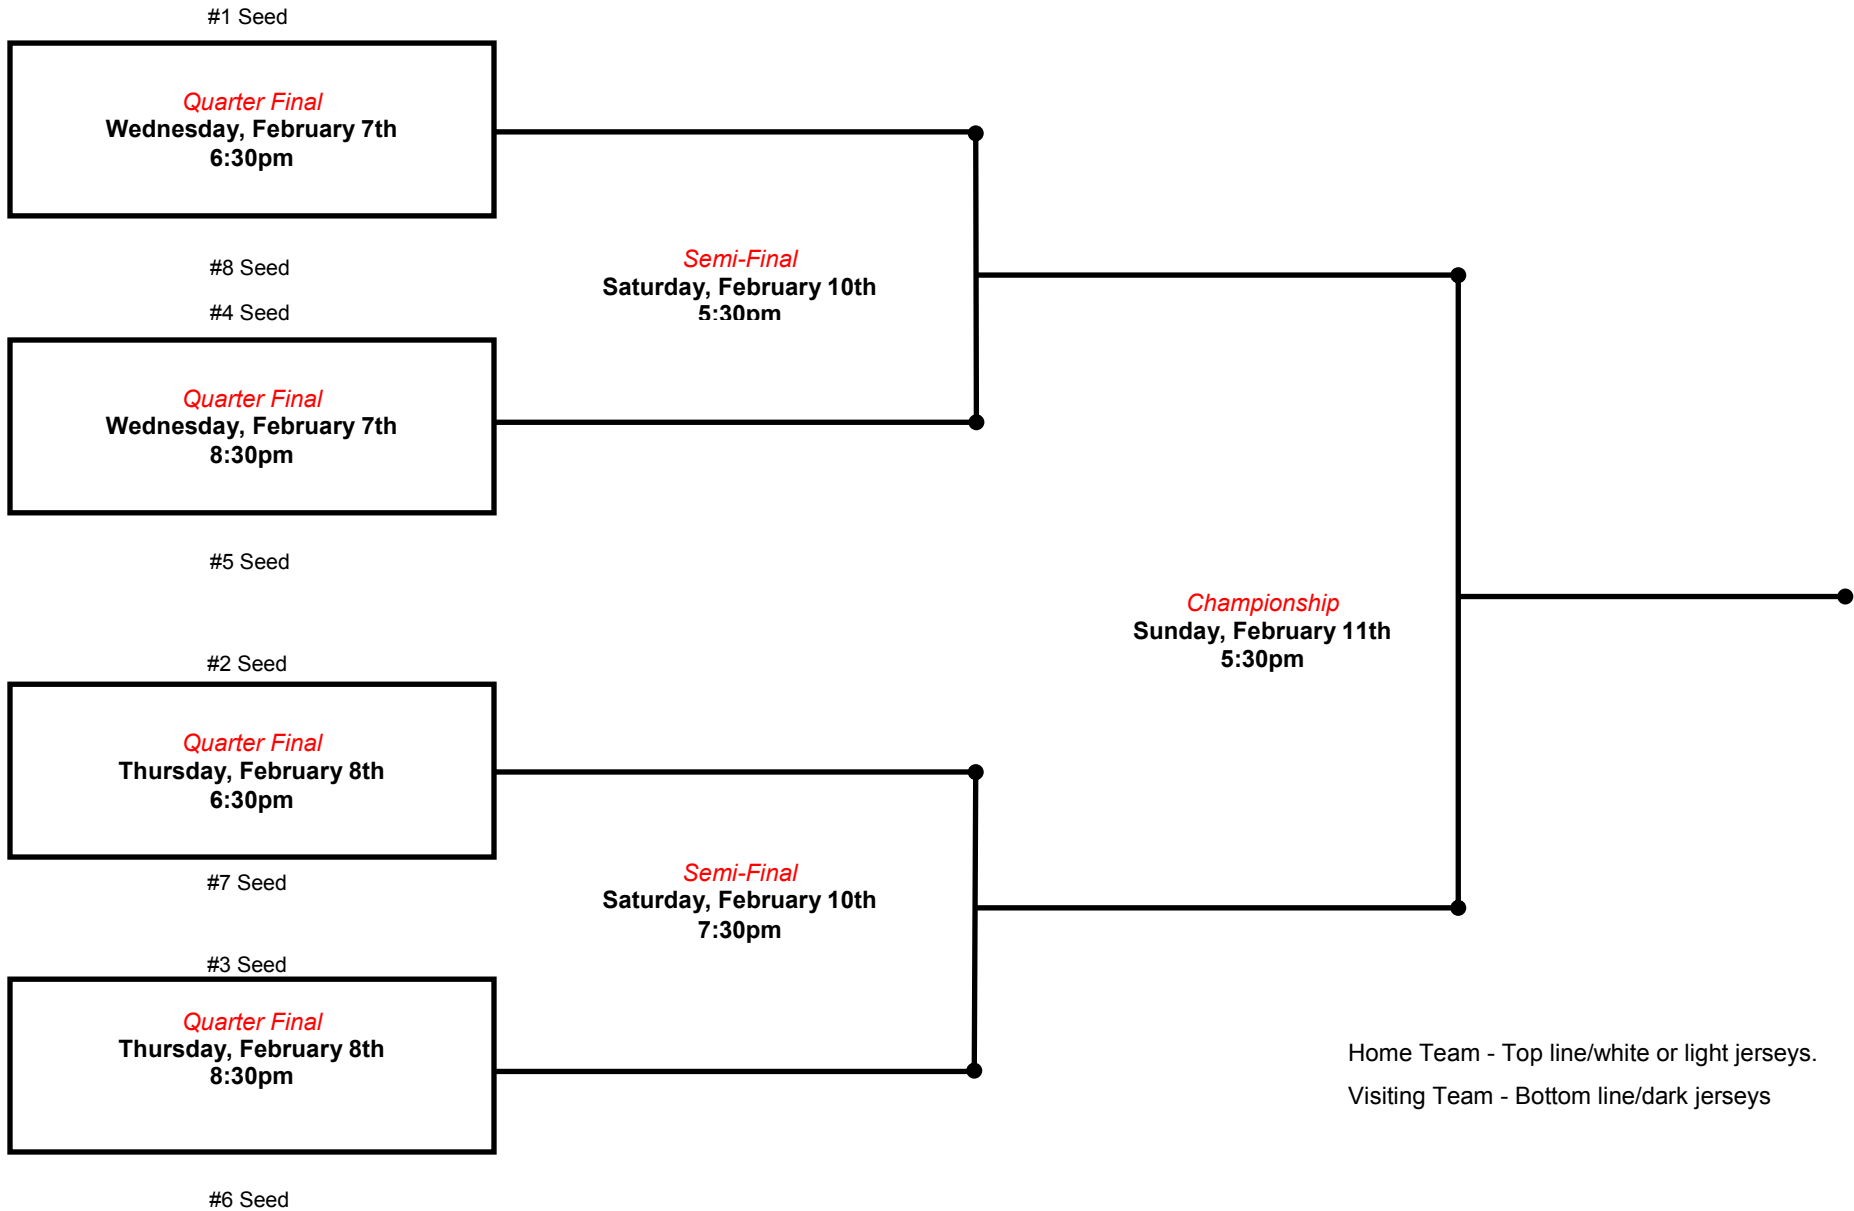 #1 Seed
Quarter Final
Wednesday, February 7th
6:30pm
#8 Seed
#4 Seed
Quarter Final
Wednesday, February 7th
8:30pm
#5 Seed
Semi-Final
Saturday, February 10th
5:30pm
#2 Seed
Quarter Final
Thursday, February 8th
6:30pm
#7 Seed
#3 Seed
Quarter Final
Thursday, February 8th
8:30pm
#6 Seed
Semi-Final
Saturday, February 10th
7:30pm
Championship
Sunday, February 11th
5:30pm
Home Team - Top line/white or light jerseys.
Visiting Team - Bottom line/dark jerseys